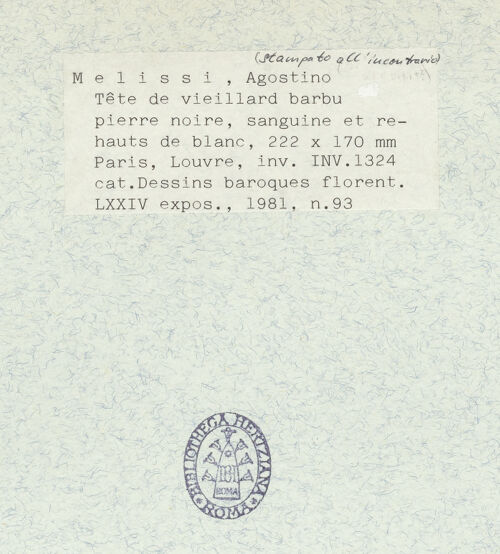 (stampato all'incontrario)
Melissi, Agostino
Tête de vieillard barbu
pierre noire, sanguine et re-
hauts de blanc, 222 x 170 mm
Paris, Louvre, inv. INV.1324
cat.Dessins baroques florent.
LXXIV expos., 1981, n.93
BIBLIOTHECA HERTZIANA
ROMA
ROMA